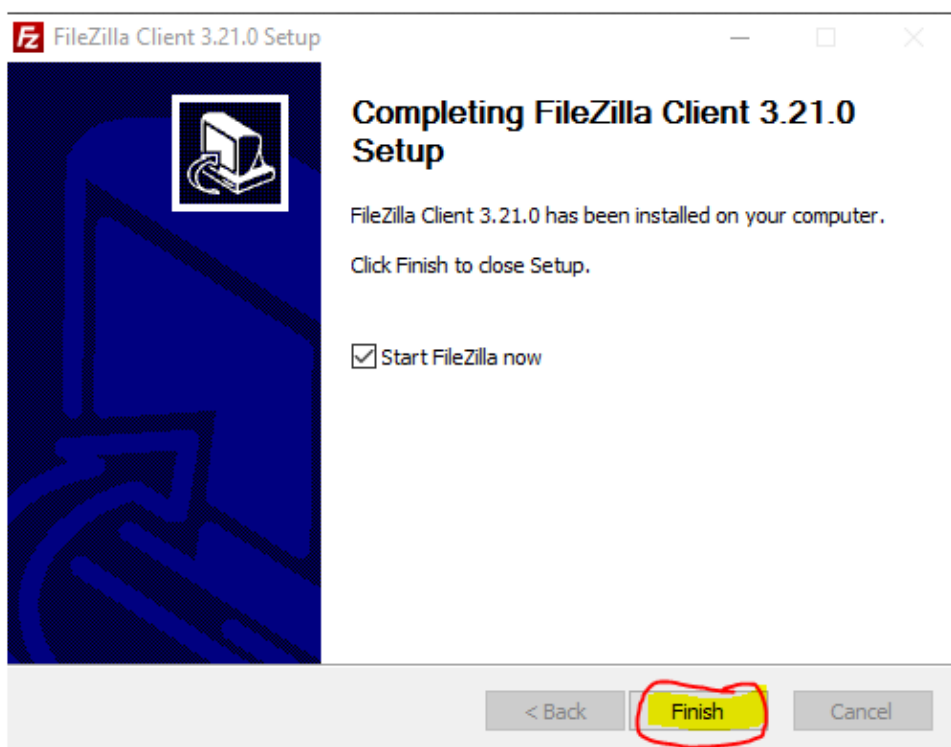 FileZilla Client 3.21.0 Setup
Completing FileZilla Client 3.21.0
Setup
FileZilla Client 3.21.0 has been installed on your computer.
Click Finish to close Setup.
Start FileZilla now
< Back Finish Cancel